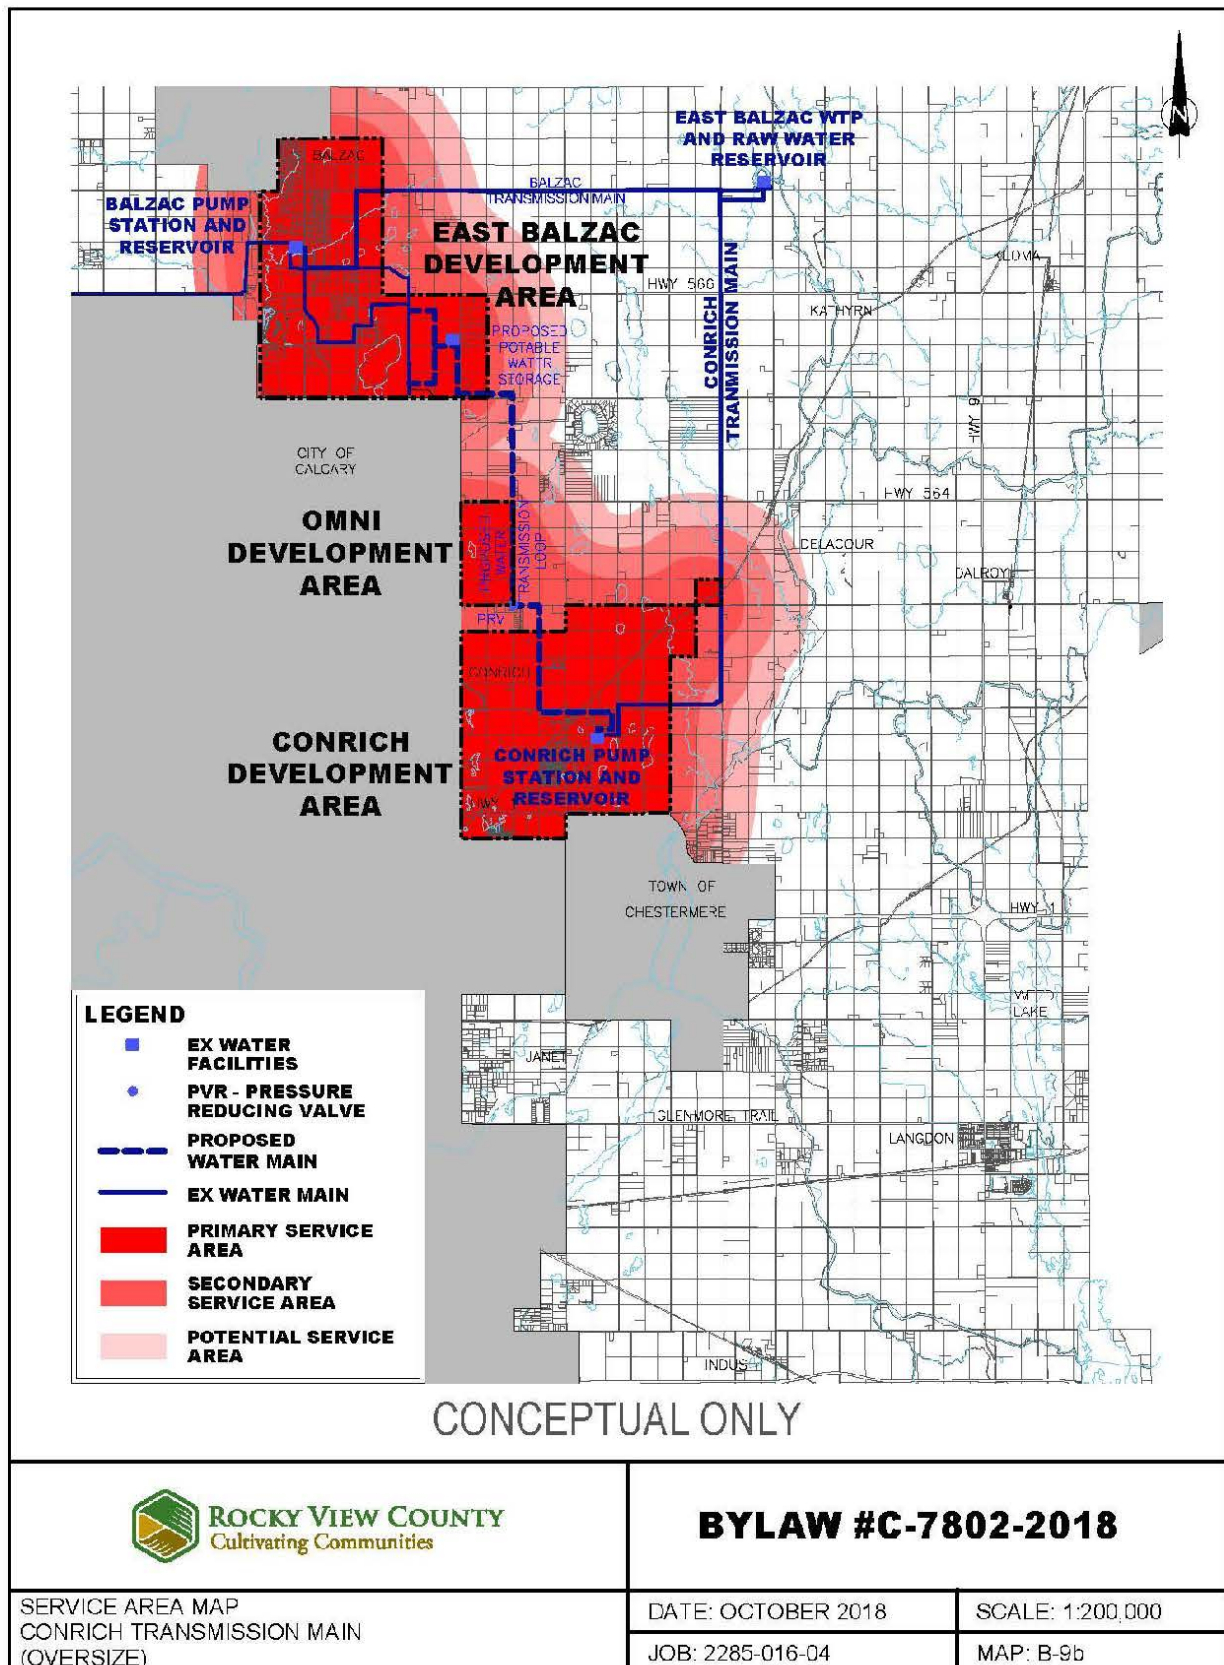 N
EAST BALZAC WTP
AND RAW WATER
RESERVOIR
BALZAC
BALZAC
TRANSMISSION MAIN
BALZAC PUMP
STATION AND
RESERVOIR
EAST BALZAC
DEVELOPMENT
AREA
HWY 566
KATHYRN
CONRICH
TRANMISSION MAIN
PROPOSED
POTABLE
WATER
STORAGE
HWY 9
CITY OF
CALGARY
HWY 564
OMNI
DEVELOPMENT
AREA
PROPOSED
WATER
TRANSMISSION
LOOP
DELACOUR
DALROY
PRV
CONRICH
CONRICH
DEVELOPMENT
AREA
CONRICH PUMP
STATION AND
RESERVOIR
HWY 1
TOWN OF
CHESTERMERE
HWY 1
WEED
LAKE
JANET
GLENMORE TRAIL
LANGDON
INDUS
LEGEND
EX WATER
FACILITIES
PVR - PRESSURE
REDUCING VALVE
PROPOSED
WATER MAIN
EX WATER MAIN
PRIMARY SERVICE
AREA
SECONDARY
SERVICE AREA
POTENTIAL SERVICE
AREA
CONCEPTUAL ONLY
ROCKY VIEW COUNTY
Cultivating Communities
BYLAW #C-7802-2018
SERVICE AREA MAP
CONRICH TRANSMISSION MAIN
(OVERSIZE)
DATE: OCTOBER 2018
SCALE: 1:200,000
JOB: 2285-016-04
MAP: B-9b